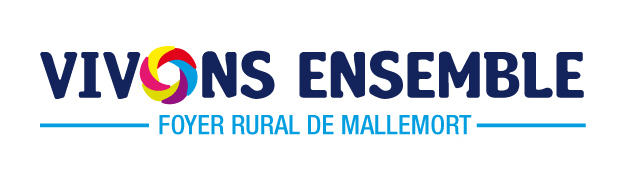 VIVONS ENSEMBLE
FOYER RURAL DE MALLEMORT